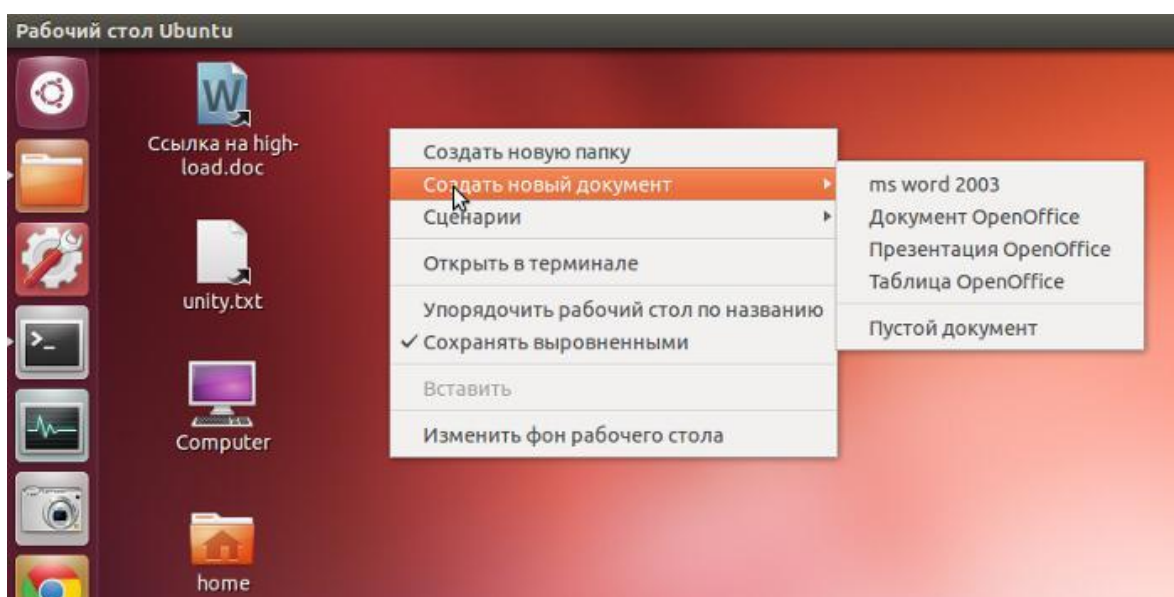 Рабочий стол Ubuntu
W
Ссылка на high-
load.doc
unity.txt
>_
Computer
home
Создать новую папку
Создать новый документ
Сценарии
Открыть в терминале
Упорядочить рабочий стол по названию
Сохранять выровненными
Вставить
Изменить фон рабочего стола
ms word 2003
Документ OpenOffice
Презентация OpenOffice
Таблица OpenOffice
Пустой документ